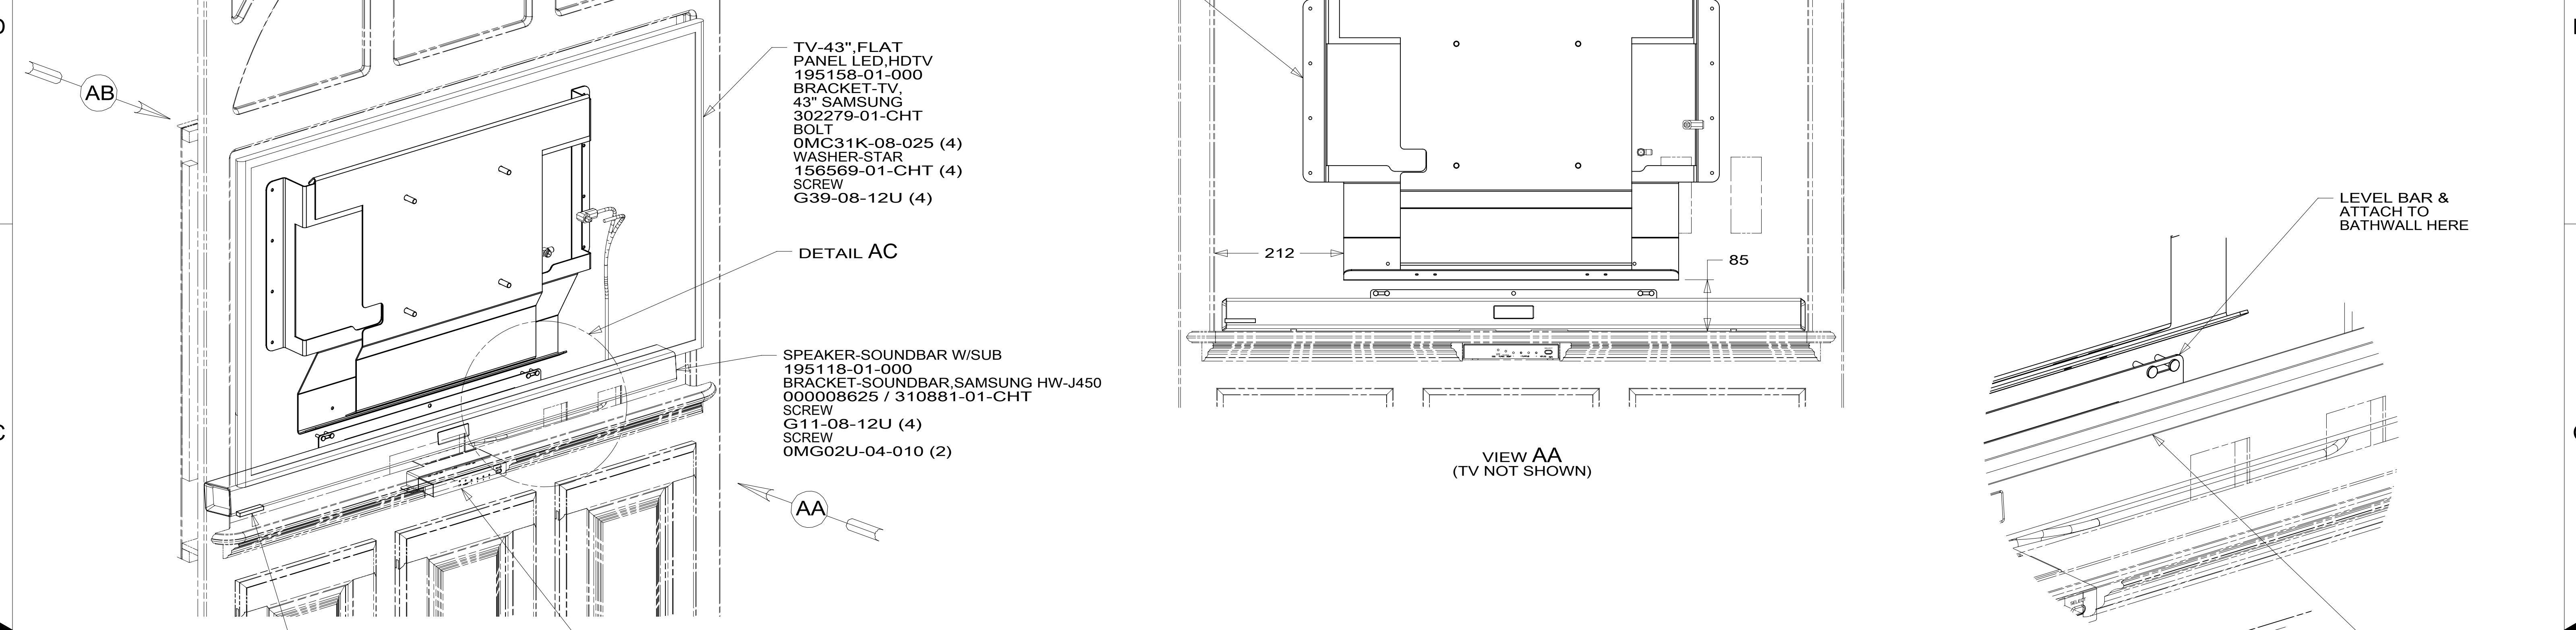 AB
TV-43",FLAT
PANEL LED,HDTV
195158-01-000
BRACKET-TV,
43" SAMSUNG
302279-01-CHT
BOLT
0MC31K-08-025 (4)
WASHER-STAR
156569-01-CHT (4)
SCREW
G39-08-12U (4)
DETAIL AC
SPEAKER-SOUNDBAR W/SUB
195118-01-000
BRACKET-SOUNDBAR,SAMSUNG HW-J450
000008625 / 310881-01-CHT
SCREW
G11-08-12U (4)
SCREW
0MG02U-04-010 (2)
AA
212
85
VIEW AA
(TV NOT SHOWN)
LEVEL BAR &
ATTACH TO
BATHWALL HERE